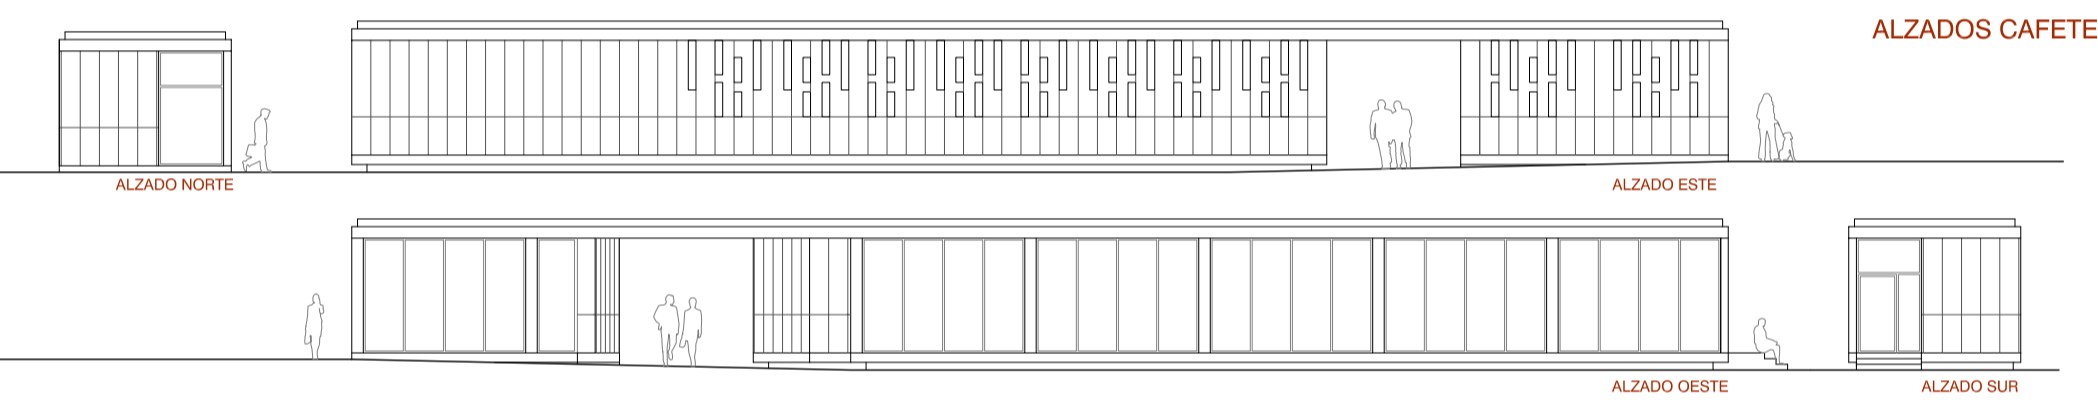 ALZADOS CAFETE
ALZADO NORTE
ALZADO ESTE
ALZADO OESTE
ALZADO SUR